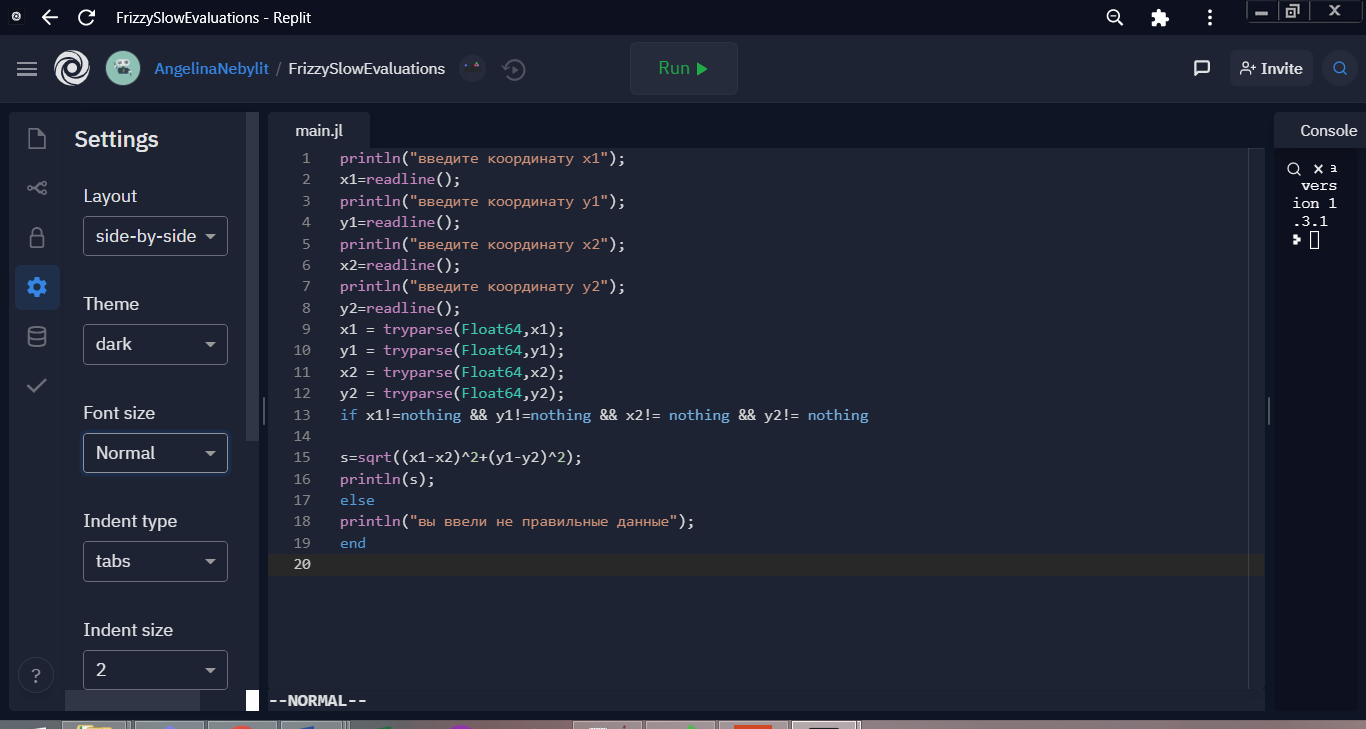 FrizzySlowEvaluations - Replit
AngelinaNebylit / FrizzySlowEvaluations
Run
Invite
Settings
Layout
side-by-side
Theme
dark
Font size
Normal
Indent type
tabs
Indent size
2
?
main.jl
1 println("введите координату x1");
2 x1=readline();
3 println("введите координату y1");
4 y1=readline();
5 println("введите координату x2");
6 x2=readline();
7 println("введите координату y2");
8 y2=readline();
9 x1 = tryparse(Float64,x1);
10 y1 = tryparse(Float64,y1);
11 x2 = tryparse(Float64,x2);
12 y2 = tryparse(Float64,y2);
13 if x1!=nothing && y1!=nothing && x2!= nothing && y2!= nothing
14
15 s=sqrt((x1-x2)^2+(y1-y2)^2);
16 println(s);
17 else
18 println("вы ввели не правильные данные");
19 end
20
--NORMAL--
Console
a
vers
ion 1
.3.1